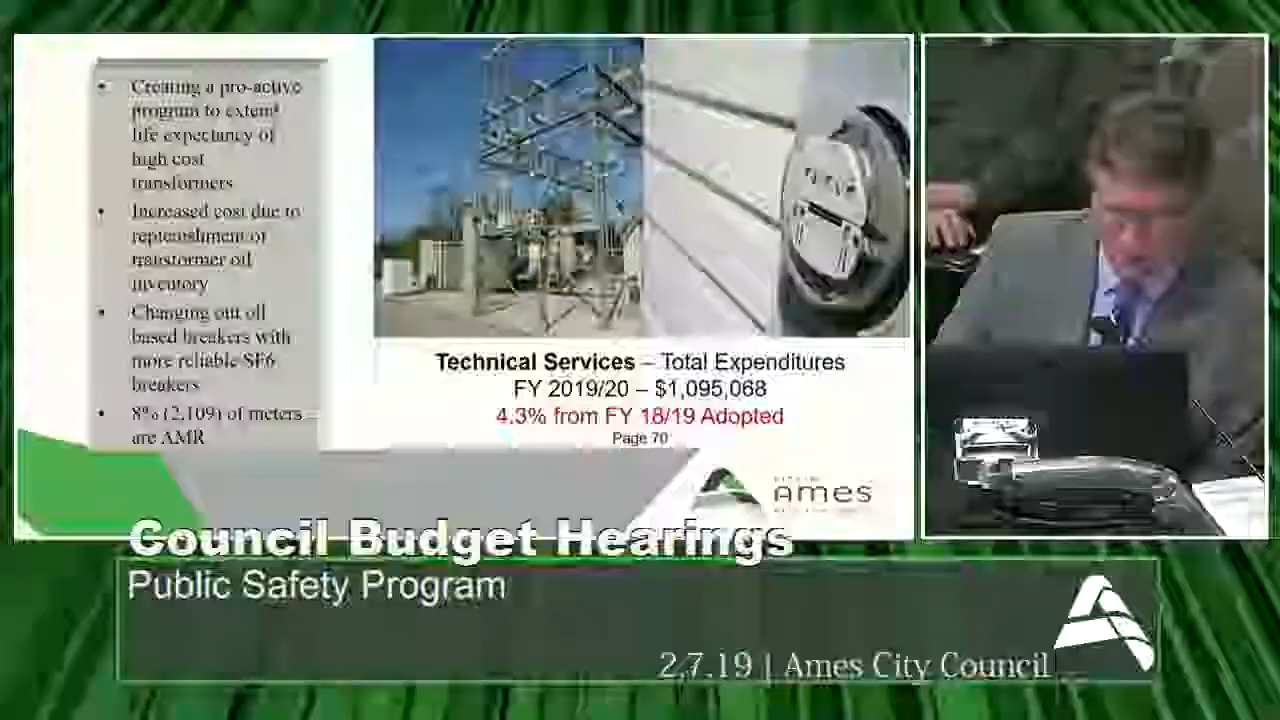 • Creating a pro-active
program to extend
life expectancy of
high cost
transformers
• Increased cost due to
replenishment of
transformer oil
inventory
• Changing out oil
based breakers with
more reliable SF6
breakers
• 8% (2,109) of meters
are AMR
Technical Services – Total Expenditures
FY 2019/20 – $1,095,068
4.3% from FY 18/19 Adopted
Page 70
Ames
Council Budget Hearings
Public Safety Program
2.7.19 | Ames City Council